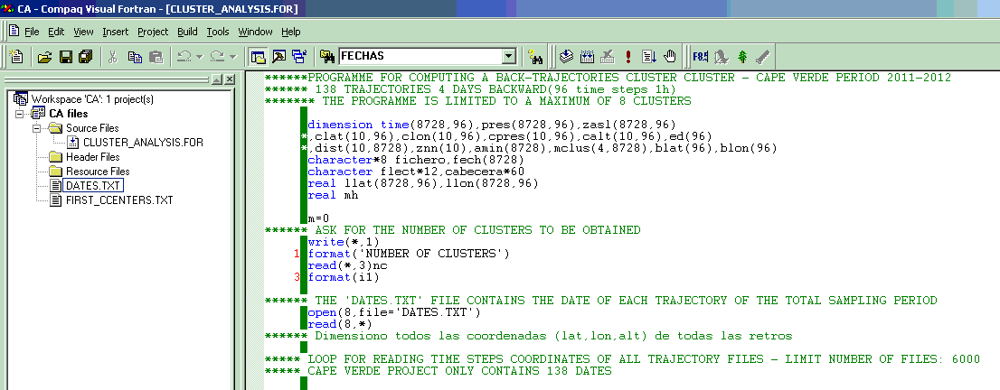 CA - Compaq Visual Fortran - [CLUSTER_ANALYSIS.FOR]
File Edit View Insert Project Build Tools Window Help
FECHAS
F8.5
Workspace 'CA': 1 project(s)
CA files
Source Files
CLUSTER_ANALYSIS.FOR
Header Files
Resource Files
DATES.TXT
FIRST_CCENTERS.TXT
******PROGRAMME FOR COMPUTING A BACK-TRAJECTORIES CLUSTER CLUSTER - CAPE VERDE PERIOD 2011-2012
****** 138 TRAJECTORIES 4 DAYS BACKWARD(96 time steps 1h)
******* THE PROGRAMME IS LIMITED TO A MAXIMUM OF 8 CLUSTERS
dimension time(8728,96),pres(8728,96),zasl(8728,96)
*,clat(10,96),clon(10,96),cpres(10,96),calt(10,96),ed(96)
*,dist(10,8728),znn(10),amin(8728),mclus(4,8728),blat(96),blon(96)
character*8 fichero,fech(8728)
character flect*12,cabecera*60
real llat(8728,96),llon(8728,96)
real mh
m=0
****** ASK FOR THE NUMBER OF CLUSTERS TO BE OBTAINED
write(*,1)
1 format('NUMBER OF CLUSTERS')
read(*,3)nc
3 format(i1)
****** THE 'DATES.TXT' FILE CONTAINS THE DATE OF EACH TRAJECTORY OF THE TOTAL SAMPLING PERIOD
open(8,file='DATES.TXT')
read(8,*)
****** Dimensiono todos las coordenadas (lat,lon,alt) de todas las retros
***** LOOP FOR READING TIME STEPS COORDINATES OF ALL TRAJECTORY FILES - LIMIT NUMBER OF FILES: 6000
***** CAPE VERDE PROJECT ONLY CONTAINS 138 DATES